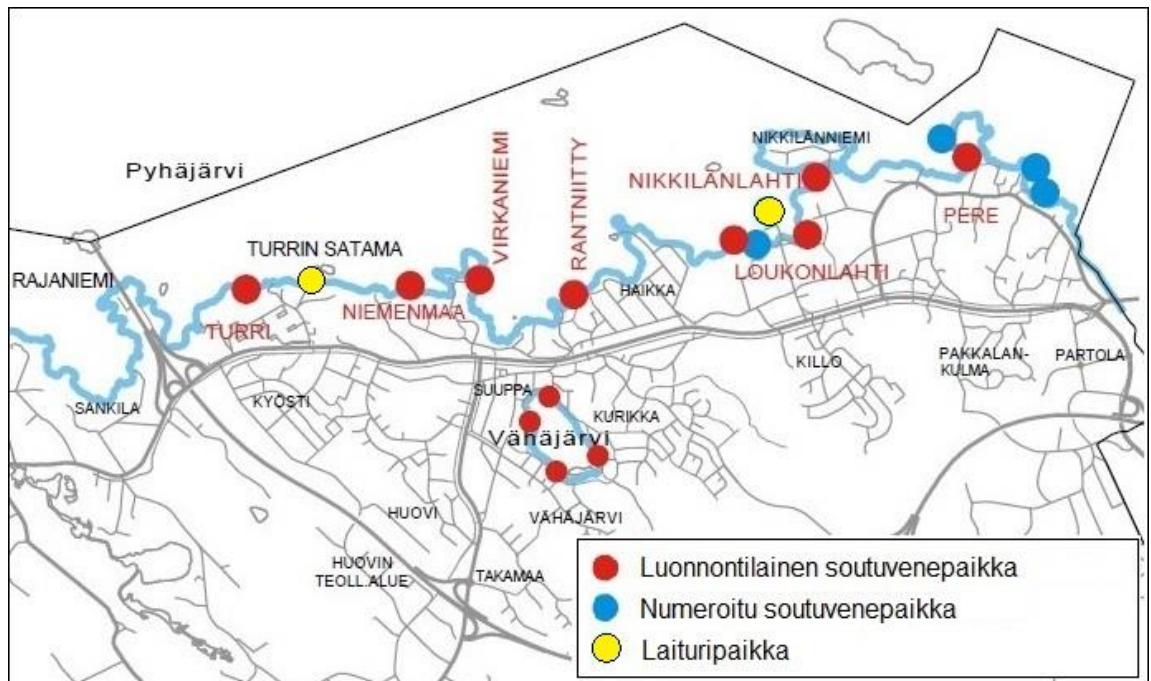 NIKKILÄNNIEMI
Pyhäjärvi
VIRKANIEMI
RANTNIITTY
NIKKILÄNLAHTI
PERE
TURRIN SATAMA
RAJANIEMI
LOUKONLAHTI
HAIKKA
NIEMENMAA
TURRI
KILLO
PAKKALAN-
KULMA
PARTOLA
SUUPPA
KYÖSTI
SANKILA
KURIKKA
Vähäjärvi
HUOVI
VÄHÄJÄRVI
HUOVIN
TEOLL.ALUE
TAKAMAA
Luonnontilainen soutuvenepaikka
Numeroitu soutuvenepaikka
Laituripaikka